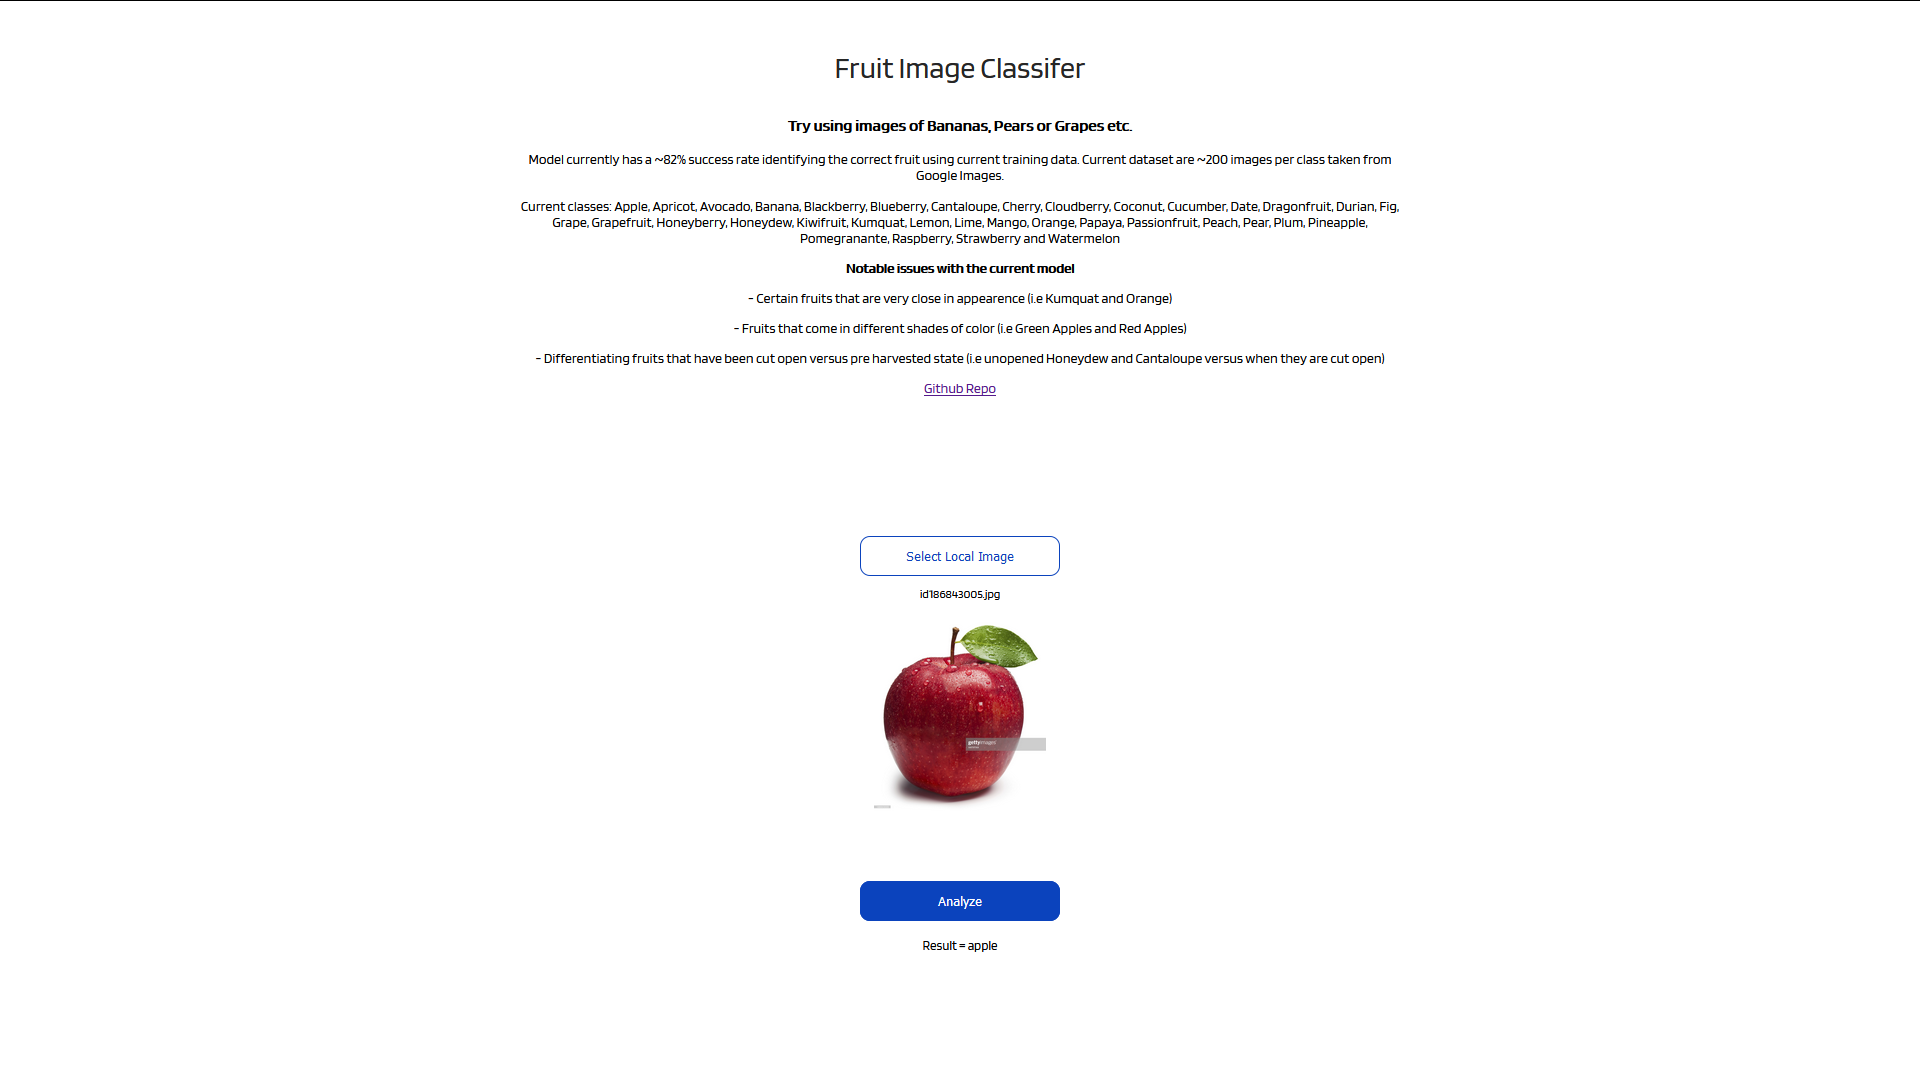 Fruit Image Classifer
Try using images of Bananas, Pears or Grapes etc.
Model currently has a ~82% success rate identifying the correct fruit using current training data. Current dataset are ~200 images per class taken from
Google Images.
Current classes: Apple, Apricot, Avocado, Banana, Blackberry, Blueberry, Cantaloupe, Cherry, Cloudberry, Coconut, Cucumber, Date, Dragonfruit, Durian, Fig,
Grape, Grapefruit, Honeyberry, Honeydew, Kiwifruit, Kumquat, Lemon, Lime, Mango, Orange, Papaya, Passionfruit, Peach, Pear, Plum, Pineapple,
Pomegranante, Raspberry, Strawberry and Watermelon
Notable issues with the current model
- Certain fruits that are very close in appearence (i.e Kumquat and Orange)
- Fruits that come in different shades of color (i.e Green Apples and Red Apples)
- Differentiating fruits that have been cut open versus pre harvested state (i.e unopened Honeydew and Cantaloupe versus when they are cut open)
Github Repo
Select Local Image
id186843005.jpg
gettyimages
Analyze
Result = apple